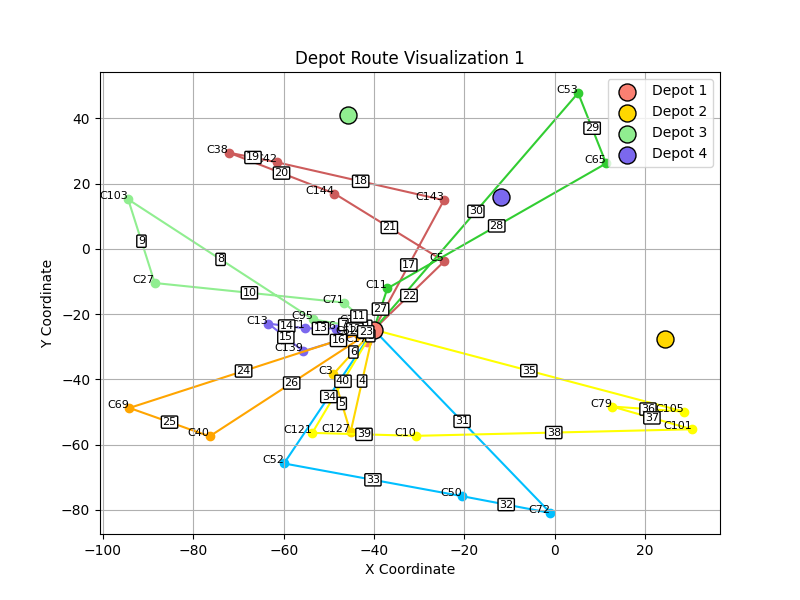 Depot Route Visualization 1
Depot 1
Depot 2
Depot 3
Depot 4
Y Coordinate
40
20
0
−20
−40
−60
−80
C53
29
C65
C38
19
20
18
C144
C143
C103
30
21
28
9
8
17
C5
C27
10
C11
22
C71
27
C95
11
C13
14
13
23
15
16
C139
6
24
C3
35
26
40
4
34
5
C69
C79
36
C105
37
25
31
C40
C121
C127
39
C10
38
C101
C52
33
C50
32
C72
−100
−80
−60
−40
−20
0
20
X Coordinate